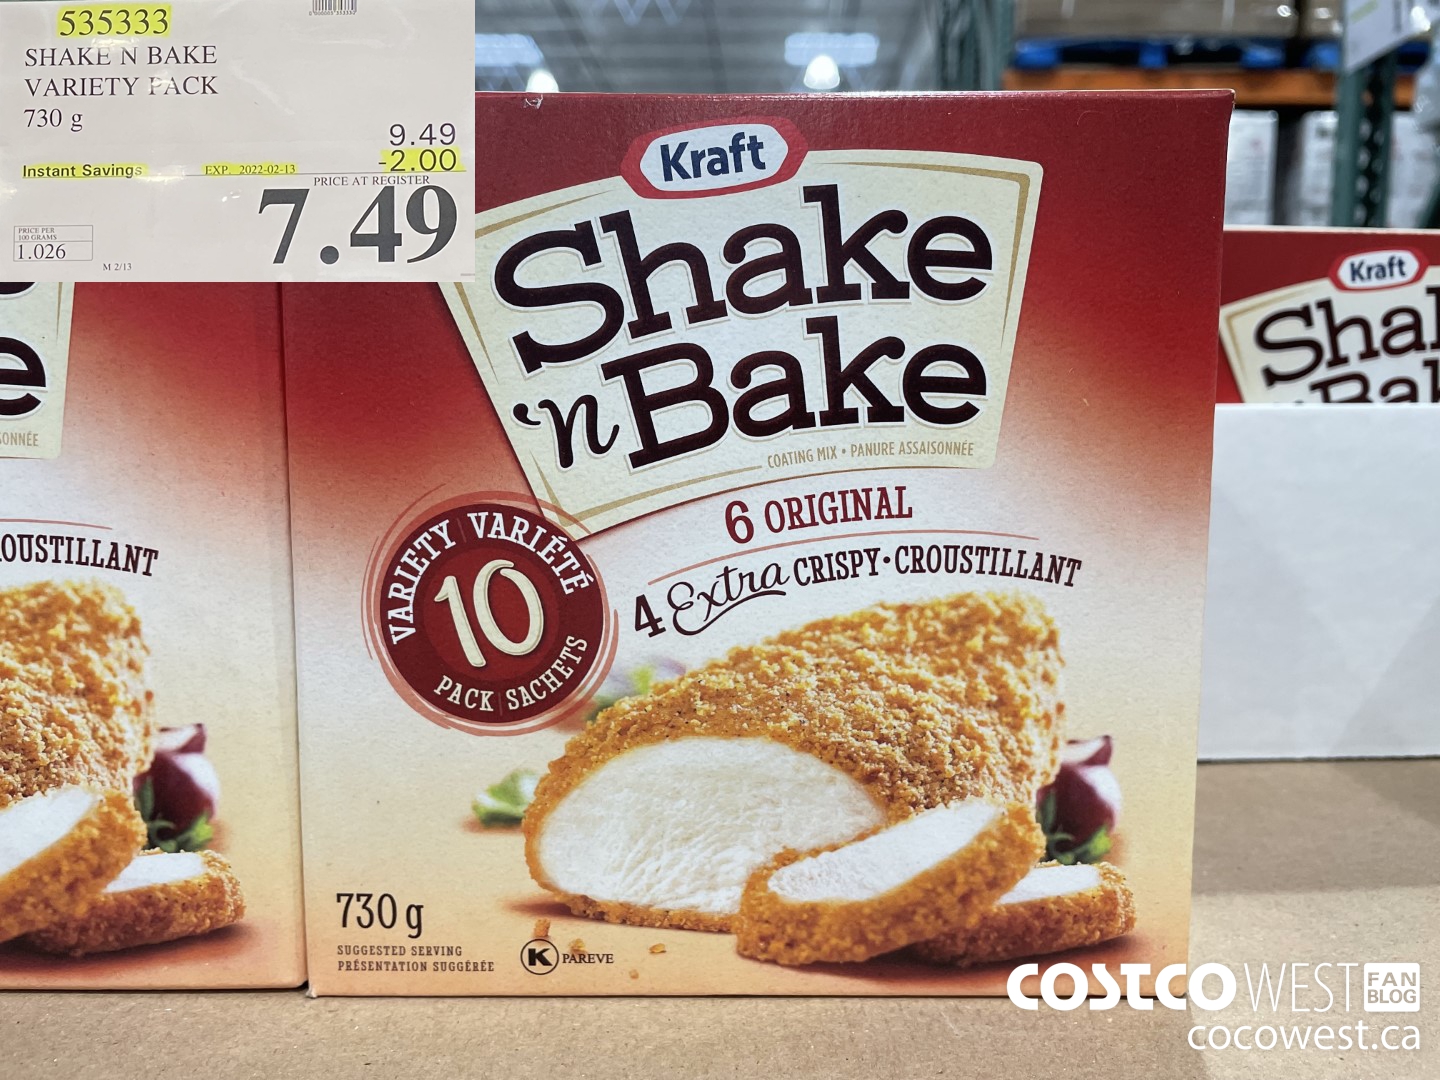 535333
SHAKE N BAKE
VARIETY PACK
730 g
9.49
Instant Savings EXP. 2022-02-13 -2.00
PRICE AT REGISTER
7.49
PRICE PER
100 GRAMS
1.026
M 2/13
Kraft
Shake
'n Bake
COATING MIX • PANURE ASSAISONNÉE
6 ORIGINAL
4 Extra CRISPY • CROUSTILLANT
VARIETY VARIÉTÉ
10
PACK SACHETS
730 g
SUGGESTED SERVING
PRÉSENTATION SUGGÉRÉE
K PAREVE
e
SONNÉE
OUSTILLANT
Kraft
Shak
Bak
COSTCO WEST FAN BLOG
cocowest.ca